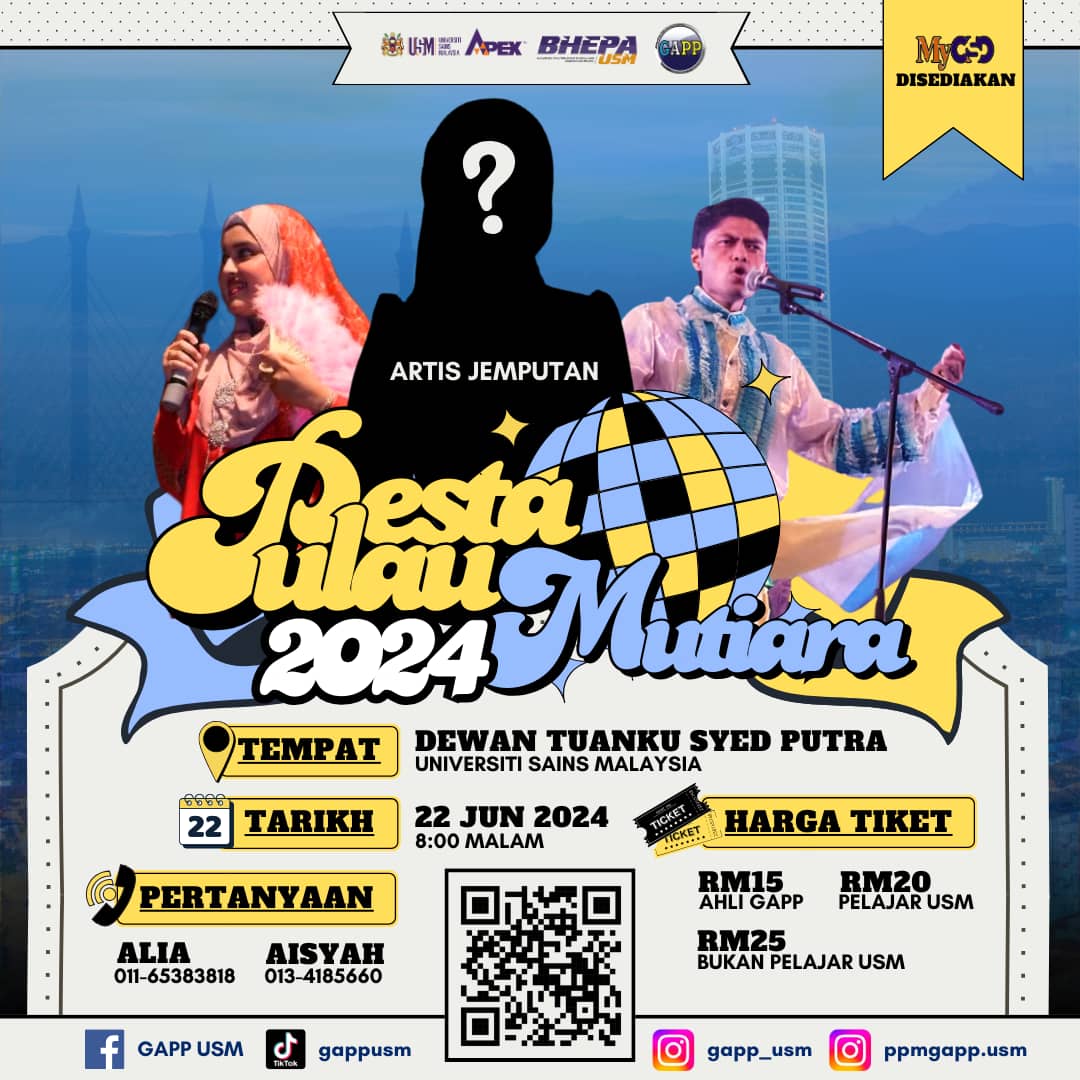 USM UNIVERSITI SAINS MALAYSIA APEX BHEPA USM GAPP
MyCSD
DISEDIAKAN
?
ARTIS JEMPUTAN
Pesta
Pulau
2024 Mutiara
TEMPAT
DEWAN TUANKU SYED PUTRA
UNIVERSITI SAINS MALAYSIA
22 TARIKH
22 JUN 2024
8:00 MALAM
TICKET
TICKET
HARGA TIKET
RM15
AHLI GAPP
RM20
PELAJAR USM
RM25
BUKAN PELAJAR USM
PERTANYAAN
ALIA
011-65383818
AISYAH
013-4185660
GAPP USM
TikTok
gappusm
gapp_usm
ppmgapp.usm